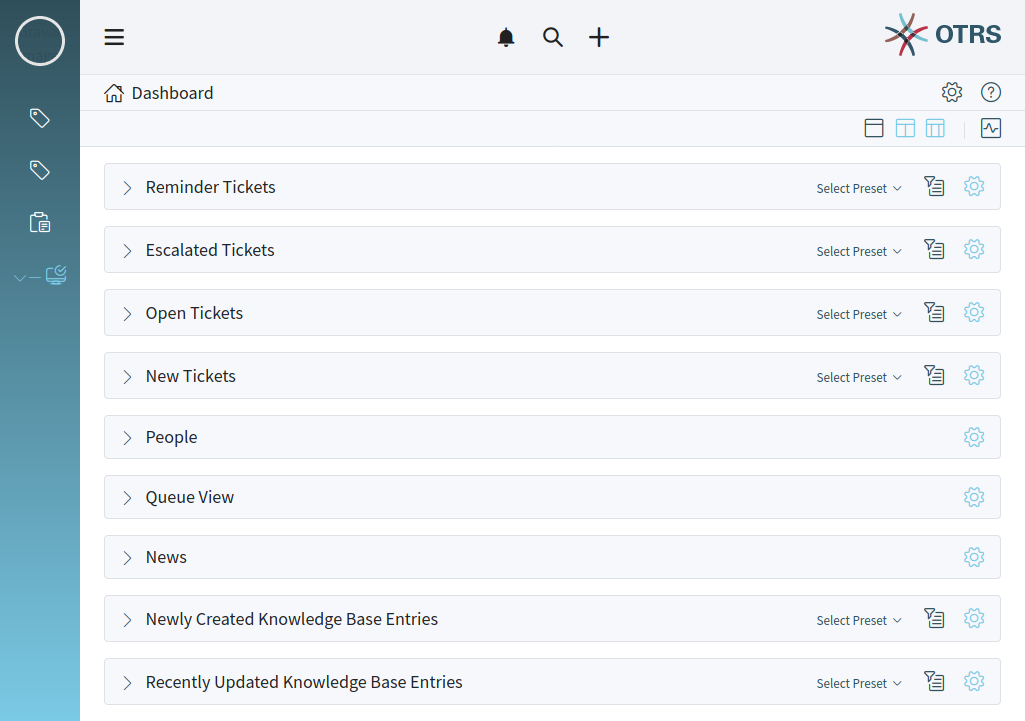 OTRS
Dashboard
Reminder Tickets Select Preset
Escalated Tickets Select Preset
Open Tickets Select Preset
New Tickets Select Preset
People
Queue View
News
Newly Created Knowledge Base Entries Select Preset
Recently Updated Knowledge Base Entries Select Preset